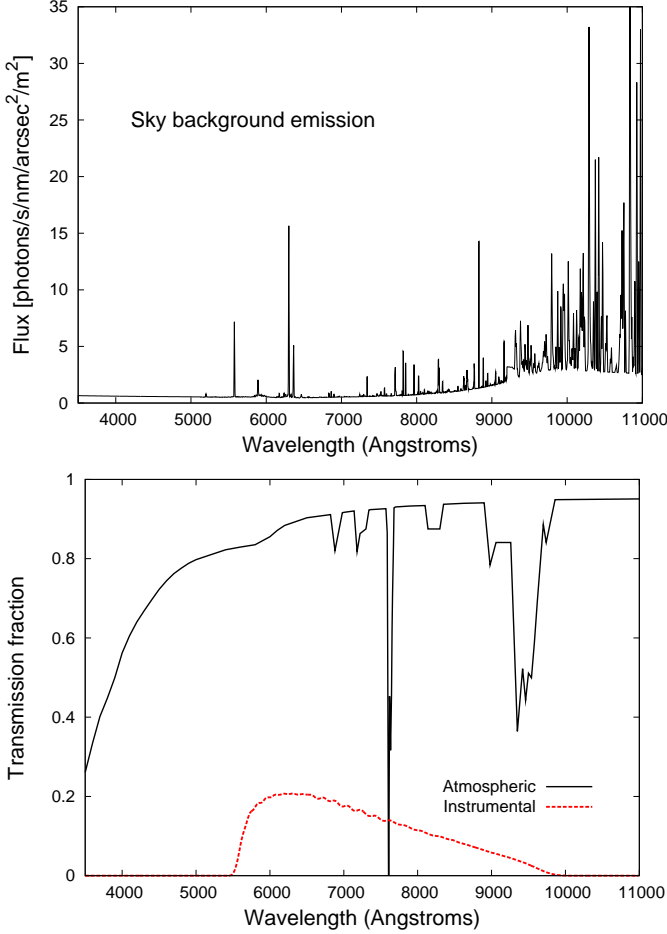 35
30
25
20
15
10
5
0
Flux [photons/s/nm/arcsec²/m²]
Sky background emission
4000 5000 6000 7000 8000 9000 10000 11000
Wavelength (Angstroms)
1
0.8
0.6
0.4
0.2
0
Transmission fraction
Atmospheric
Instrumental
4000 5000 6000 7000 8000 9000 10000 11000
Wavelength (Angstroms)